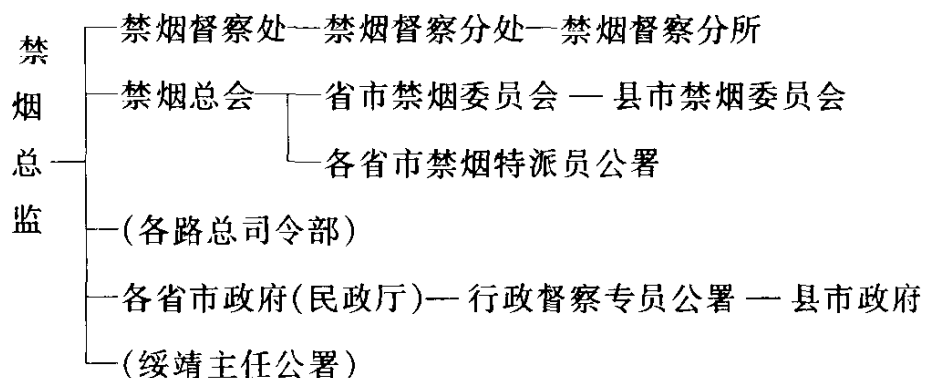 禁烟总监
禁烟督察处—禁烟督察分处—禁烟督察分所
禁烟总会
省市禁烟委员会 — 县市禁烟委员会
各省市禁烟特派员公署
(各路总司令部)
各省市政府(民政厅)— 行政督察专员公署 — 县市政府
(绥靖主任公署)